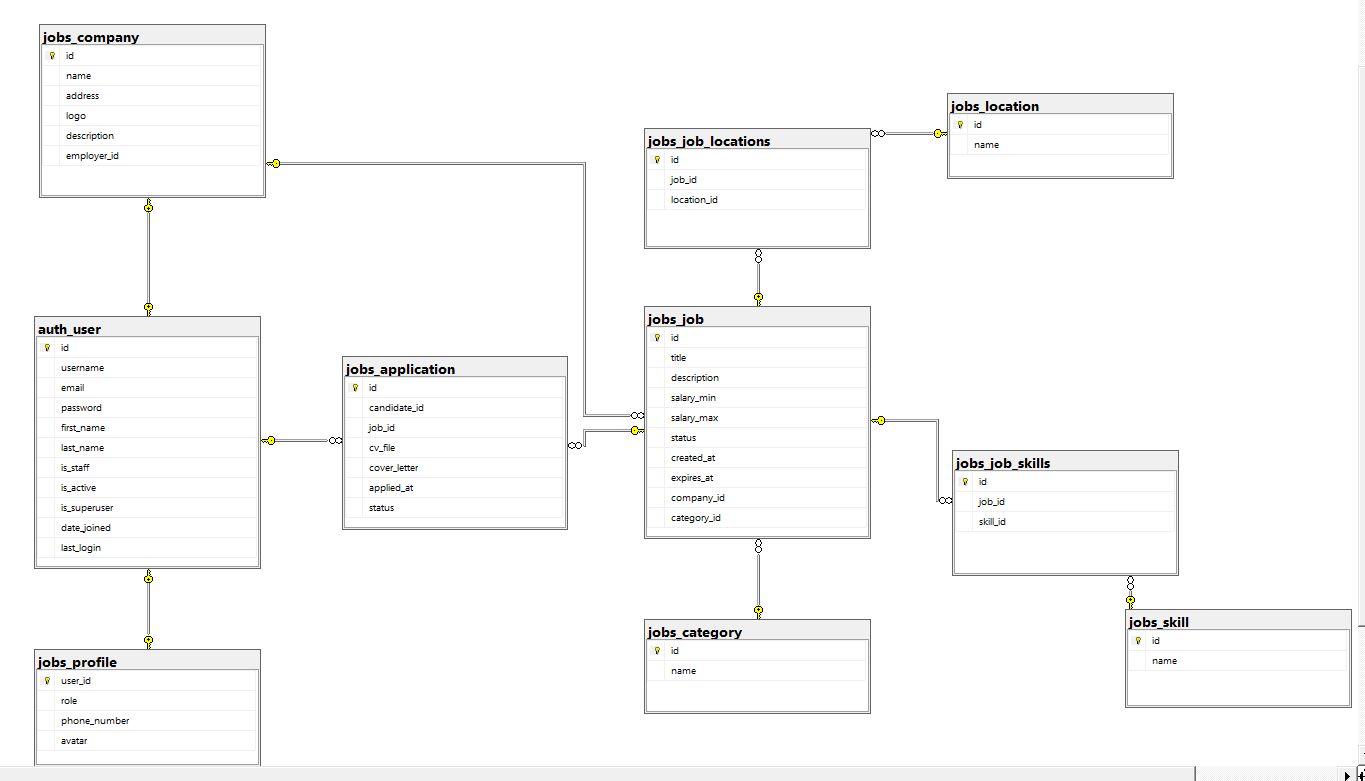 jobs_company
id
name
address
logo
description
employer_id
auth_user
id
username
email
password
first_name
last_name
is_staff
is_active
is_superuser
date_joined
last_login
jobs_profile
user_id
role
phone_number
avatar
jobs_application
id
candidate_id
job_id
cv_file
cover_letter
applied_at
status
jobs_job_locations
id
job_id
location_id
jobs_job
id
title
description
salary_min
salary_max
status
created_at
expires_at
company_id
category_id
jobs_category
id
name
jobs_location
id
name
jobs_job_skills
id
job_id
skill_id
jobs_skill
id
name